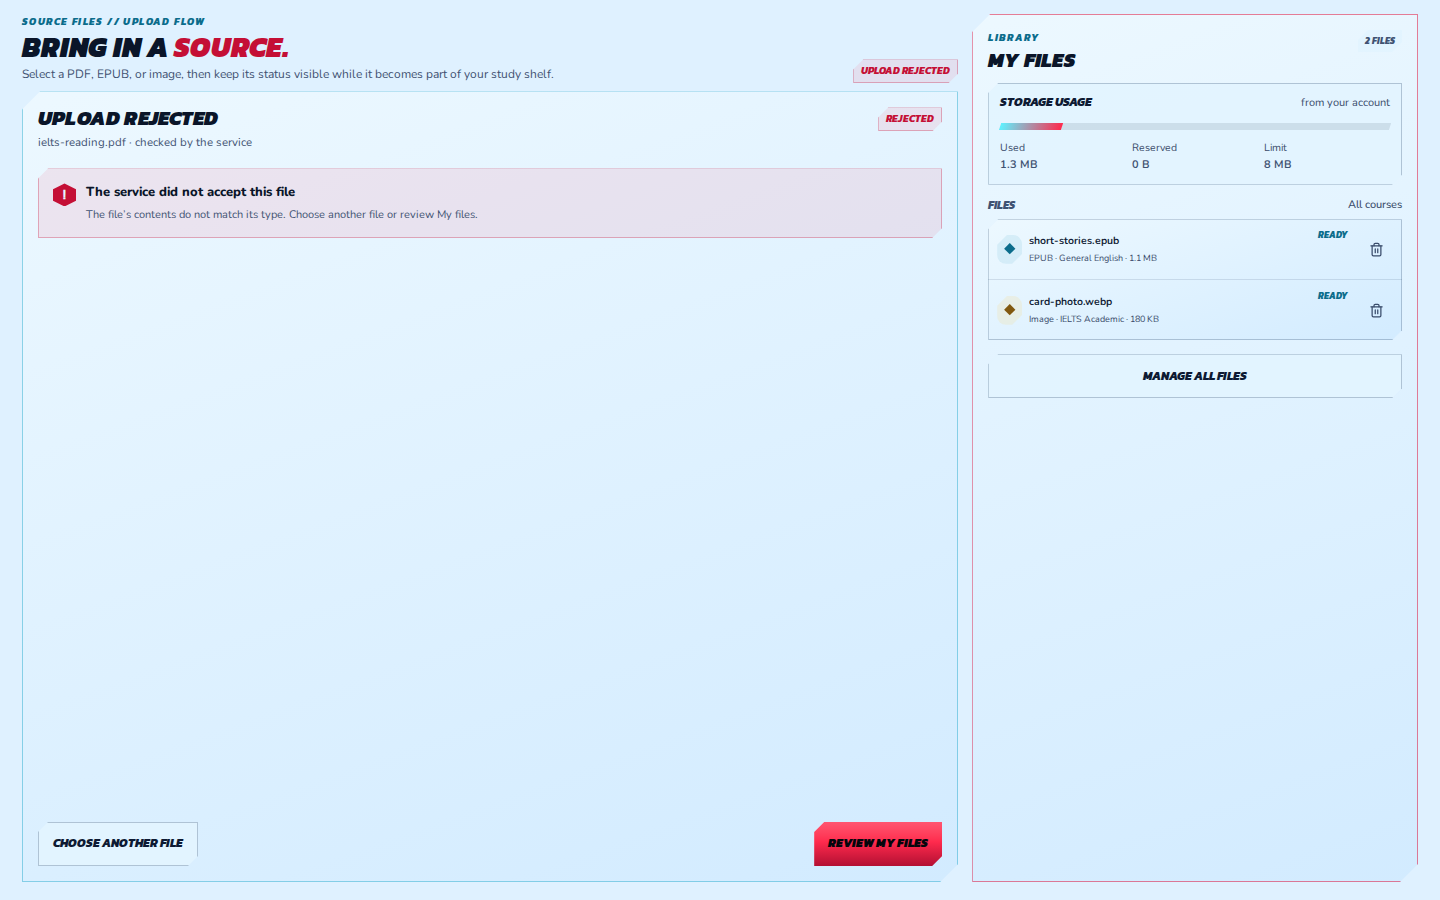 SOURCE FILES // UPLOAD FLOW
BRING IN A SOURCE.
Select a PDF, EPUB, or image, then keep its status visible while it becomes part of your study shelf.
UPLOAD REJECTED
UPLOAD REJECTED
REJECTED
ielts-reading.pdf · checked by the service
!
The service did not accept this file
The file's contents do not match its type. Choose another file or review My files.
CHOOSE ANOTHER FILE
REVIEW MY FILES
LIBRARY
2 FILES
MY FILES
STORAGE USAGE
from your account
Used
Reserved
Limit
1.3 MB
0 B
8 MB
FILES
All courses
short-stories.epub
READY
EPUB · General English · 1.1 MB
card-photo.webp
READY
Image · IELTS Academic · 180 KB
MANAGE ALL FILES